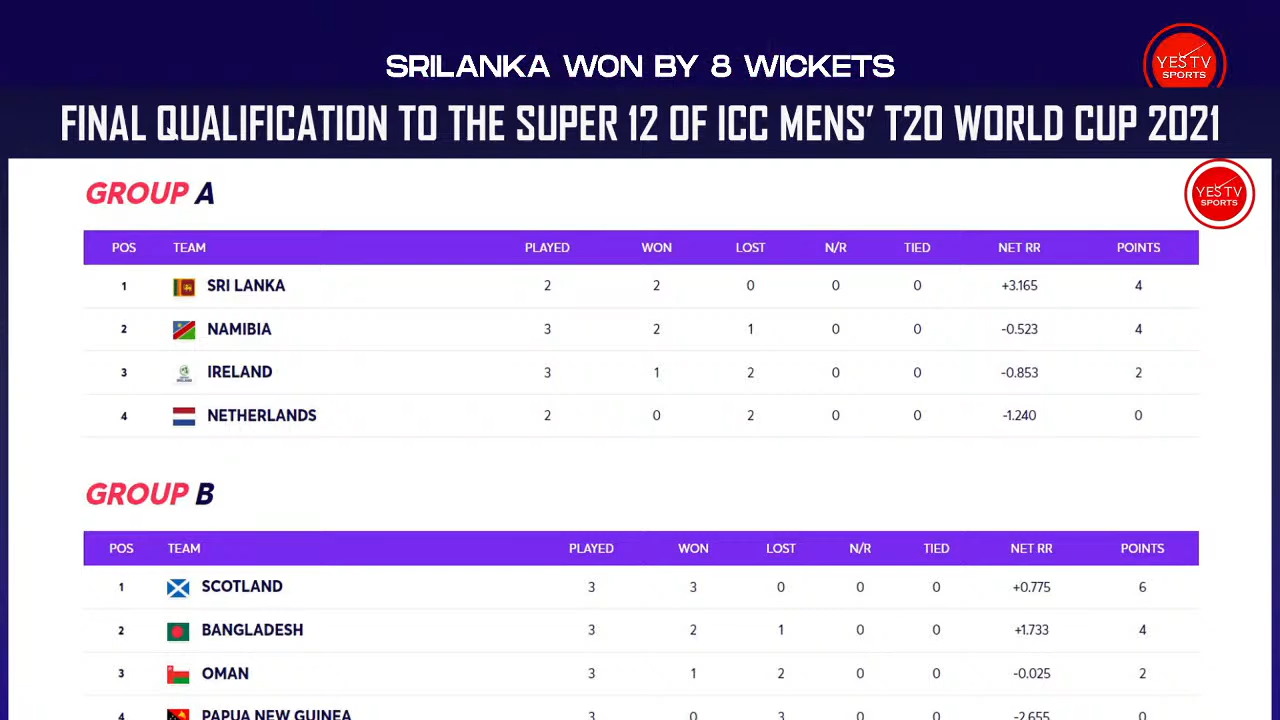 SRILANKA WON BY 8 WICKETS
YES TV
SPORTS
FINAL QUALIFICATION TO THE SUPER 12 OF ICC MENS' T20 WORLD CUP 2021
GROUP A
YES TV
SPORTS
POS TEAM PLAYED WON LOST N/R TIED NET RR POINTS
1 SRI LANKA 2 2 0 0 0 +3.165 4
2 NAMIBIA 3 2 1 0 0 -0.523 4
3 IRELAND 3 1 2 0 0 -0.853 2
4 NETHERLANDS 2 0 2 0 0 -1.240 0
GROUP B
POS TEAM PLAYED WON LOST N/R TIED NET RR POINTS
1 SCOTLAND 3 3 0 0 0 +0.775 6
2 BANGLADESH 3 2 1 0 0 +1.733 4
3 OMAN 3 1 2 0 0 -0.025 2
4 PAPUA NEW GUINEA 3 0 3 0 0 -2.655 0